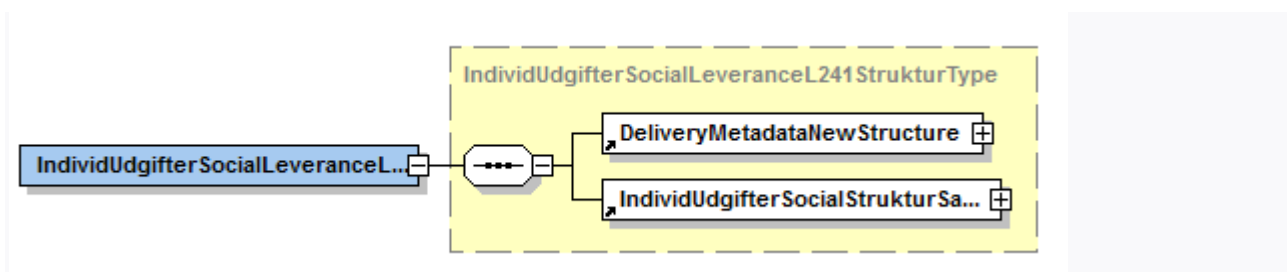 IndividUdgifterSocialLeveranceL241StrukturType
DeliveryMetadataNewStructure
IndividUdgifterSocialLeveranceL...
IndividUdgifterSocialStrukturSa...